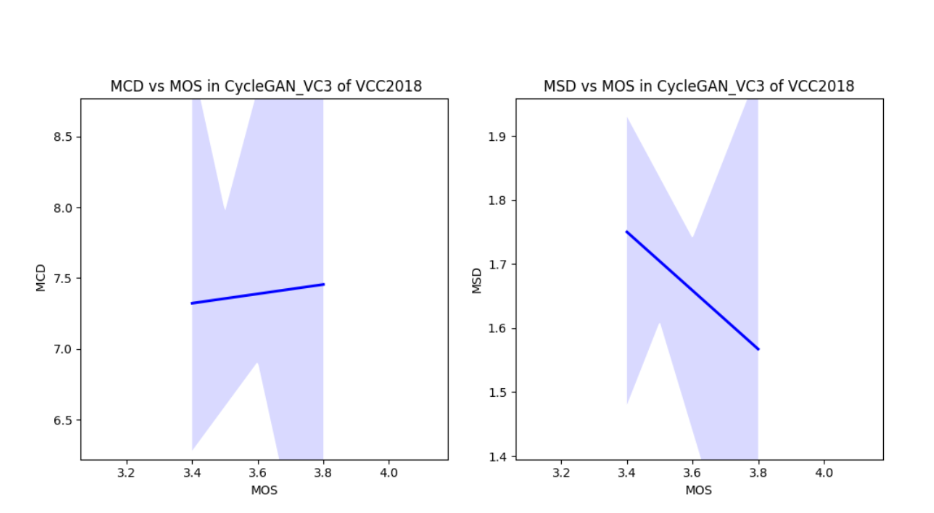 MCD vs MOS in CycleGAN_VC3 of VCC2018
8.5
8.0
7.5
7.0
6.5
MCD
3.2 3.4 3.6 3.8 4.0
MOS
MSD vs MOS in CycleGAN_VC3 of VCC2018
1.9
1.8
1.7
1.6
1.5
1.4
MSD
3.2 3.4 3.6 3.8 4.0
MOS